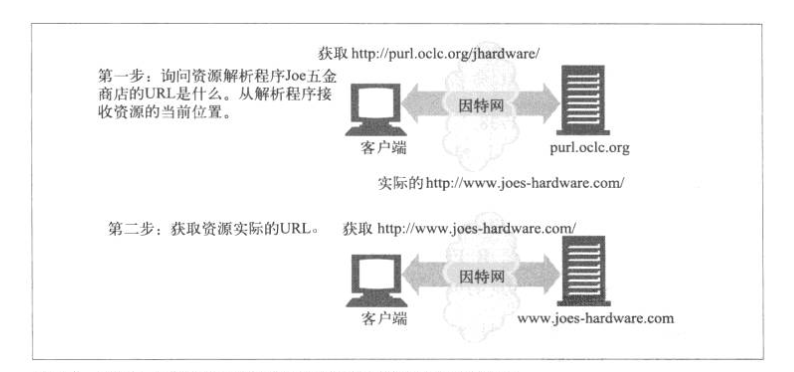 获取 http://purl.oclc.org/jhardware/
第一步：询问资源解析程序Joe五金
商店的URL是什么。从解析程序接
收资源的当前位置。
因特网
客户端
purl.oclc.org
实际的http://www.joes-hardware.com/
第二步：获取资源实际的URL。
获取 http://www.joes-hardware.com/
因特网
客户端
www.joes-hardware.com